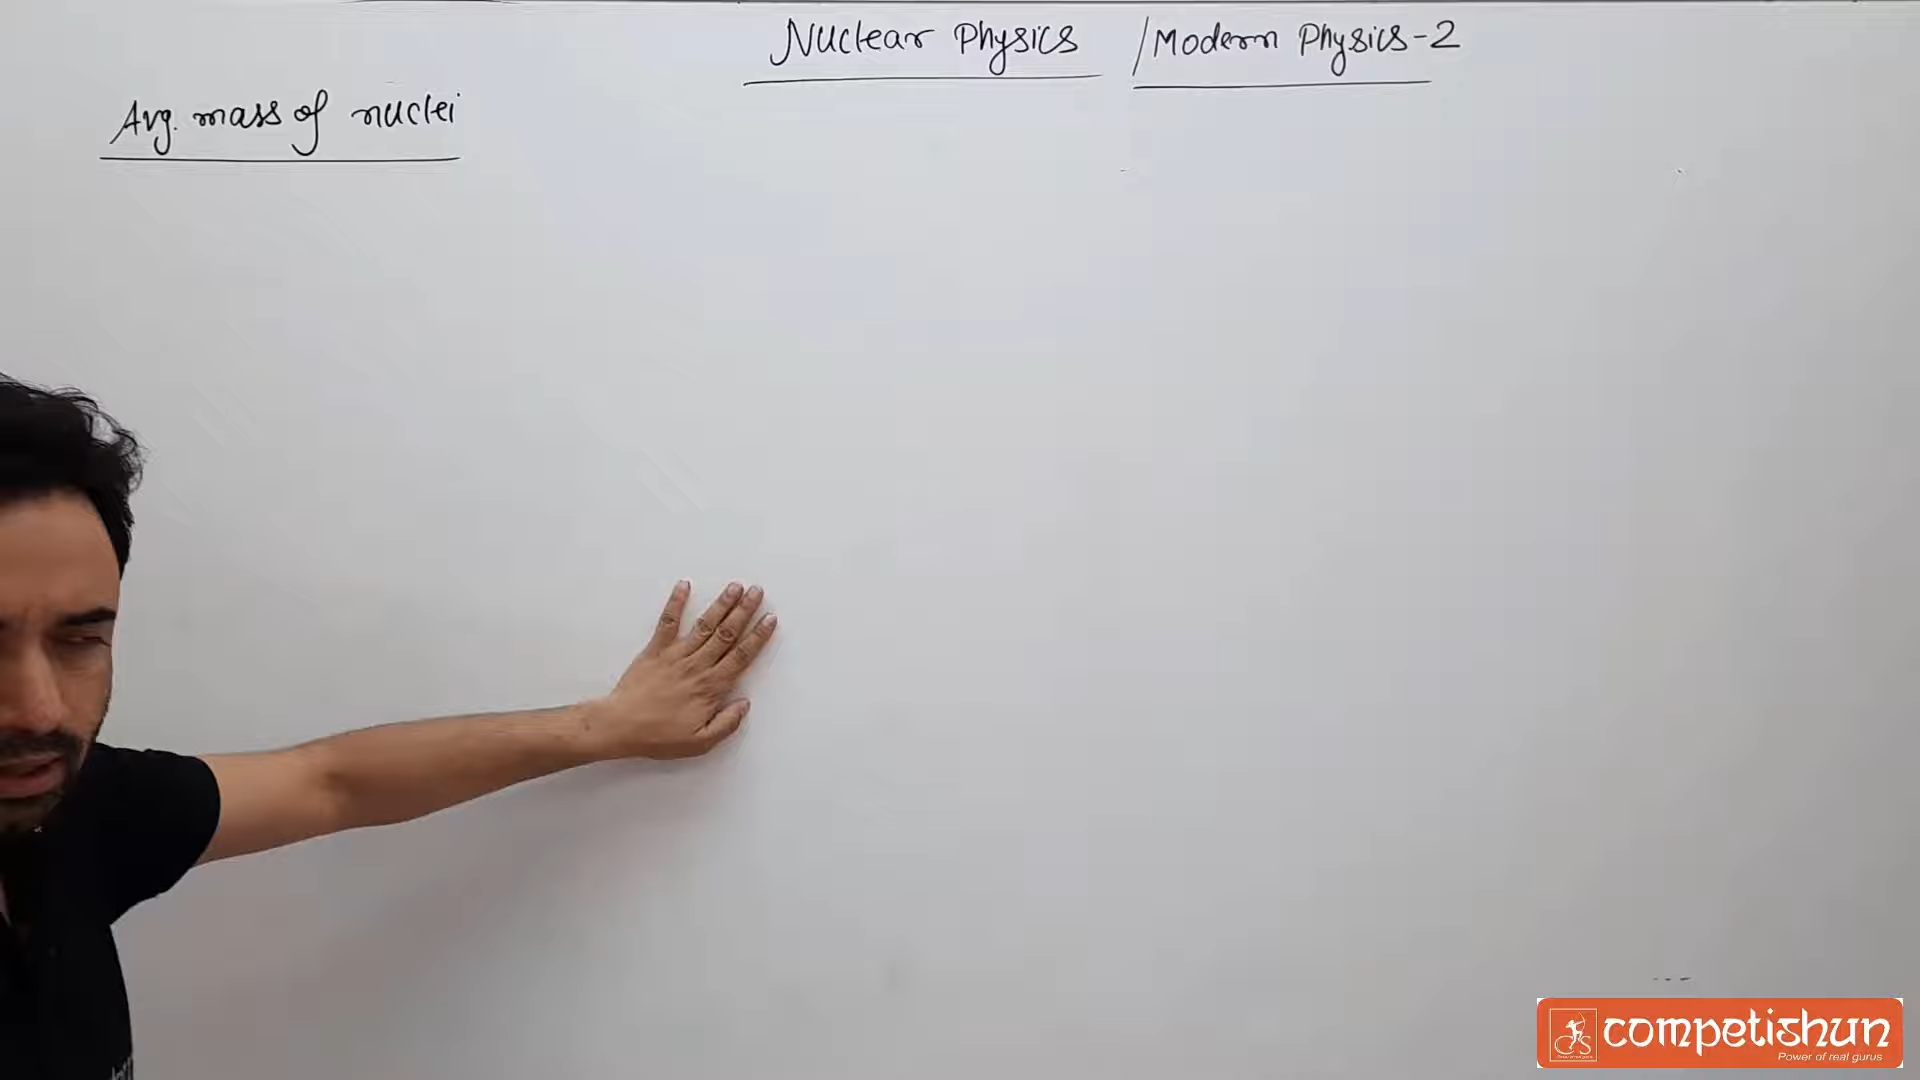 Nuclear Physics /Modern Physics-2
Avg. mass of nuclei
competishun
Power of real gurus